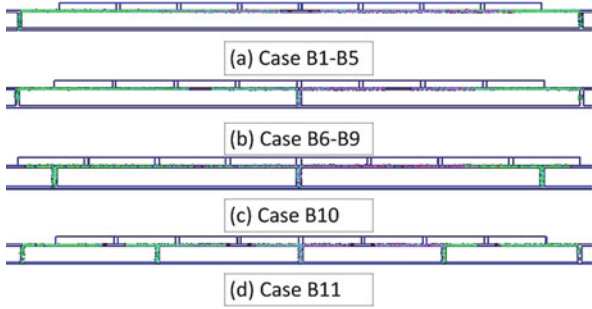 (a) Case B1-B5
(b) Case B6-B9
(c) Case B10
(d) Case B11